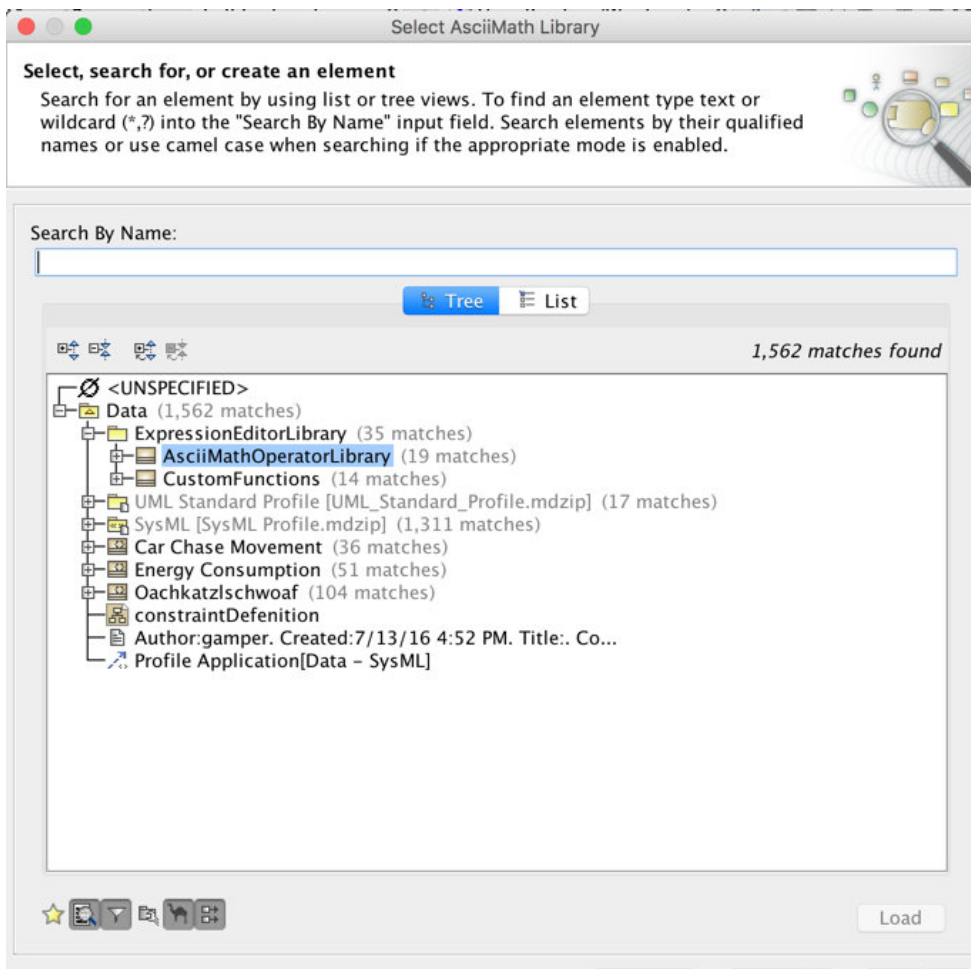 Select AsciiMath Library
Select, search for, or create an element
Search for an element by using list or tree views. To find an element type text or
wildcard (*,?) into the "Search By Name" input field. Search elements by their qualified
names or use camel case when searching if the appropriate mode is enabled.
Search By Name:
Tree
List
1,562 matches found
<UNSPECIFIED>
Data (1,562 matches)
ExpressionEditorLibrary (35 matches)
AsciiMathOperatorLibrary (19 matches)
CustomFunctions (14 matches)
UML Standard Profile [UML_Standard_Profile.mdzip] (17 matches)
SysML [SysML Profile.mdzip] (1,311 matches)
Car Chase Movement (36 matches)
Energy Consumption (51 matches)
Oachkatzlschwoaf (104 matches)
constraintDefenition
Author:gamper. Created:7/13/16 4:52 PM. Title:. Co...
Profile Application[Data – SysML]
Load